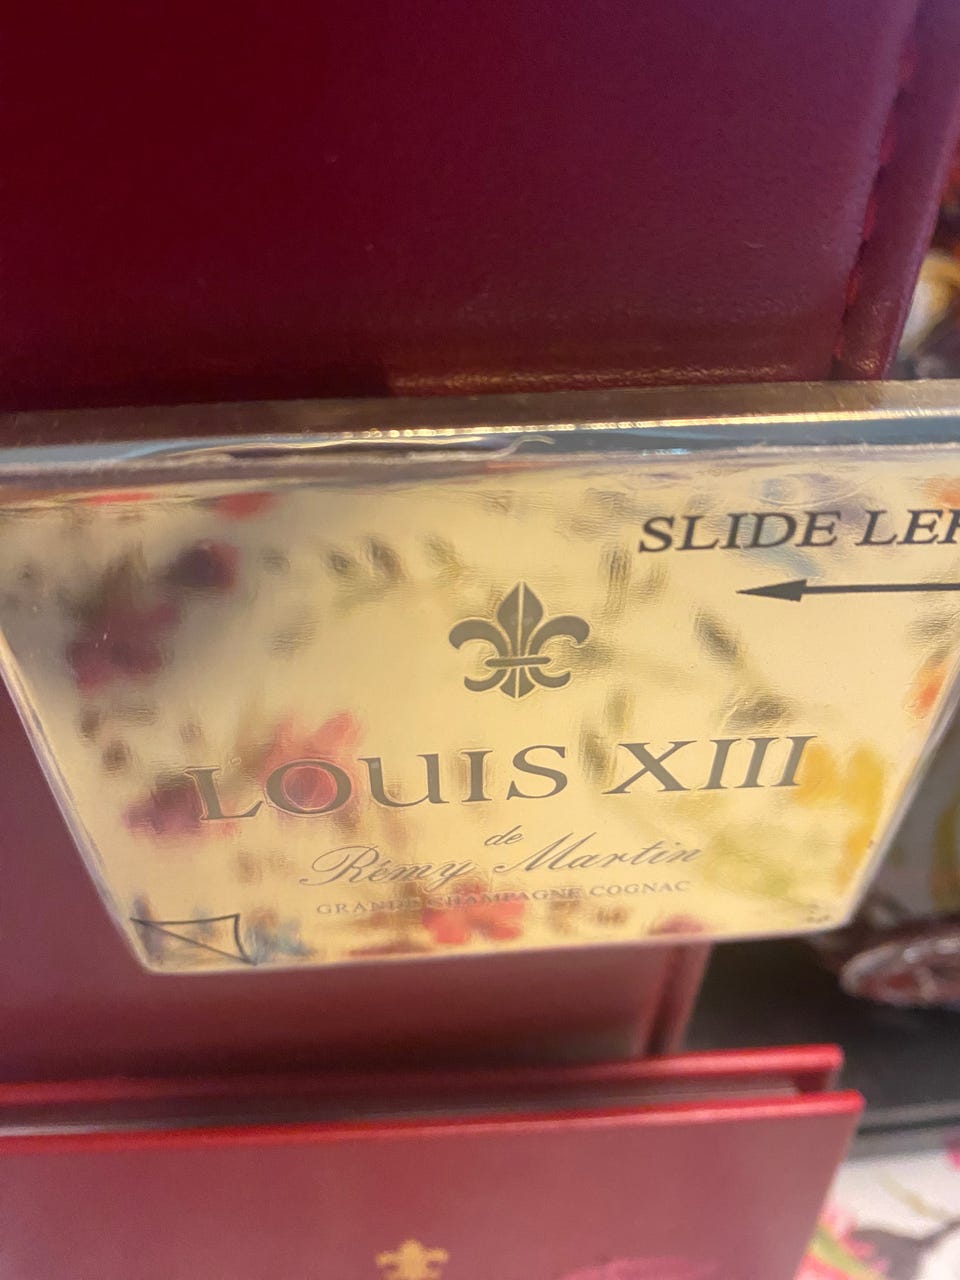 SLIDE LEF
LOUIS XIII
de
Rémy Martin
GRANDE CHAMPAGNE COGNAC